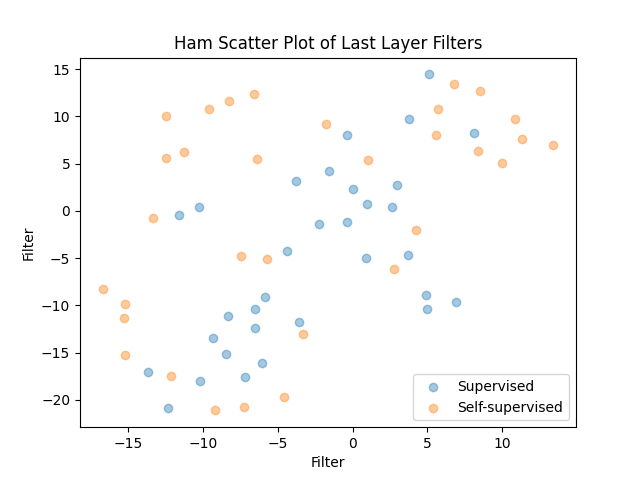 Ham Scatter Plot of Last Layer Filters
15
10
5
0
−5
−10
−15
−20
Filter
Supervised
Self-supervised
−15
−10
−5
0
5
10
Filter